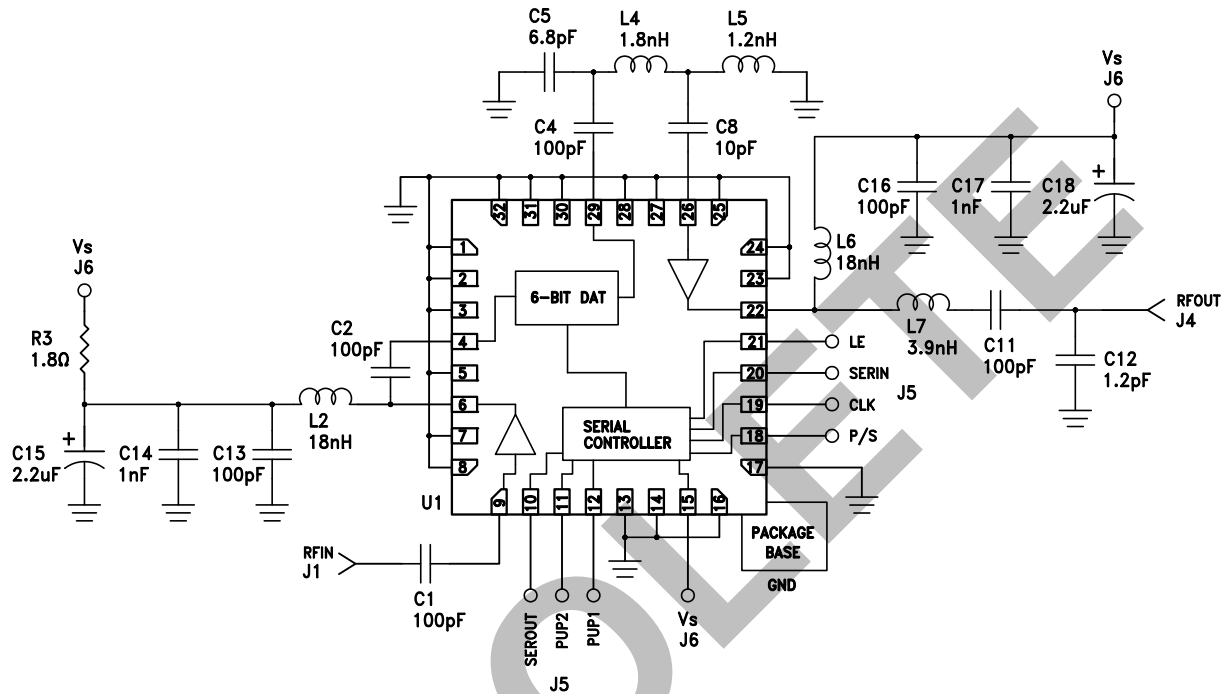 C5
6.8pF
L4
1.8nH
L5
1.2nH
C4
100pF
C8
10pF
Vs
J6
C16
100pF
C17
1nF
C18
2.2uF
+
L6
18nH
L7
3.9nH
C11
100pF
C12
1.2pF
RFOUT
J4
Vs
J6
R3
1.8Ω
C2
100pF
L2
18nH
+
C15
2.2uF
C14
1nF
C13
100pF
32
31
30
29
28
27
26
25
1
2
3
4
5
6
7
8
24
23
22
21
20
19
18
17
LE
SERIN
CLK
P/S
J5
6-BIT DAT
SERIAL
CONTROLLER
U1
9
10
11
12
13
14
15
16
PACKAGE
BASE
GND
RFIN
J1
C1
100pF
SEROUT
PUP2
PUP1
J5
Vs
J6
OLETE